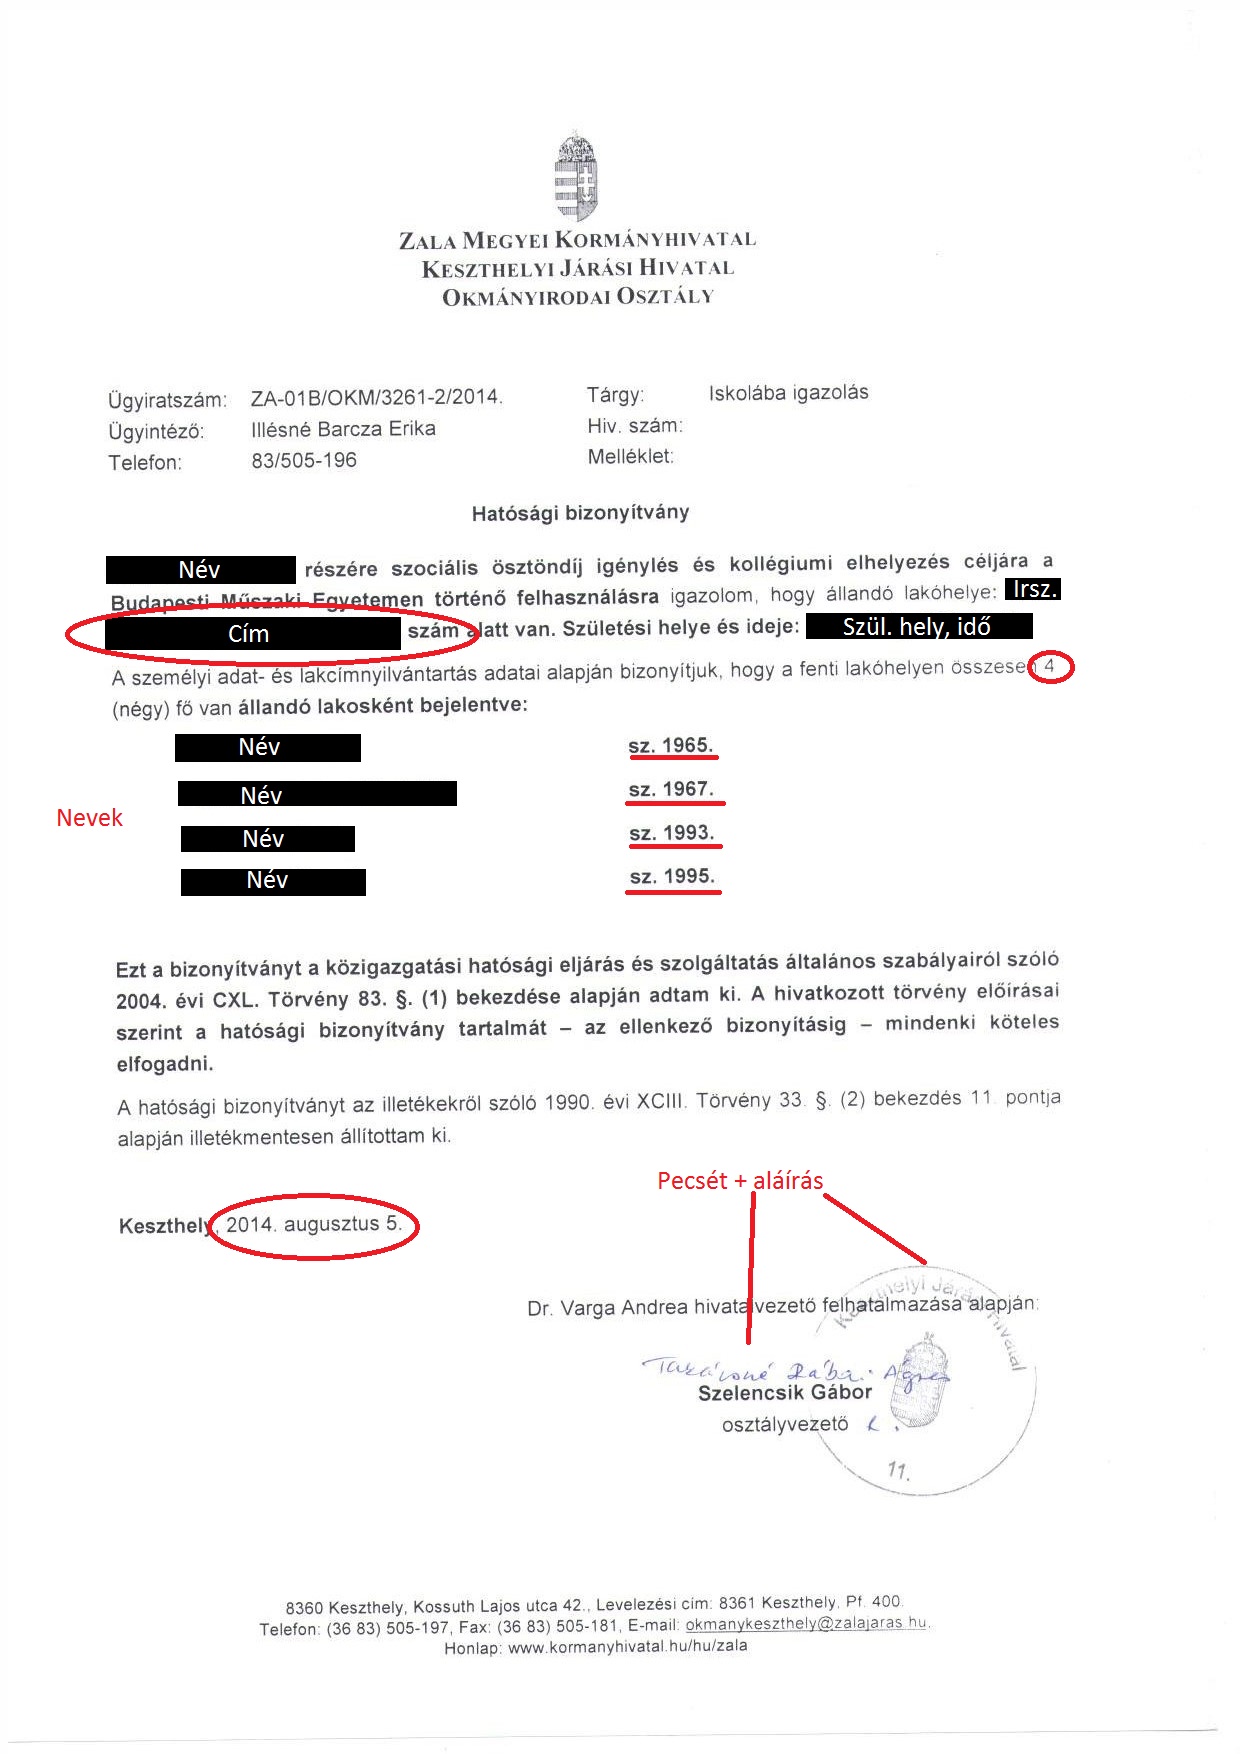 ZALA MEGYEI KORMÁNYHIVATAL
KESZTHELYI JÁRÁSI HIVATAL
OKMÁNYIRODAI OSZTÁLY
Ügyiratszám: ZA-01B/OKM/3261-2/2014. Tárgy: Iskolába igazolás
Ügyintéző: Illésné Barcza Erika Hiv. szám:
Telefon: 83/505-196 Melléklet:
Hatósági bizonyítvány
Név részére szociális ösztöndíj igénylés és kollégiumi elhelyezés céljára a
Budapesti Műszaki Egyetemen történő felhasználásra igazolom, hogy állandó lakóhelye: Irsz.
Cím szám alatt van. Születési helye és ideje: Szül. hely, idő
A személyi adat- és lakcímnyilvántartás adatai alapján bizonyítjuk, hogy a fenti lakóhelyen összesen 4
(négy) fő van állandó lakosként bejelentve:
Név sz. 1965.
Név sz. 1967.
Nevek
Név sz. 1993.
Név sz. 1995.
Ezt a bizonyítványt a közigazgatási hatósági eljárás és szolgáltatás általános szabályairól szóló
2004. évi CXL. Törvény 83. §. (1) bekezdése alapján adtam ki. A hivatkozott törvény előírásai
szerint a hatósági bizonyítvány tartalmát – az ellenkező bizonyításig – mindenki köteles
elfogadni.
A hatósági bizonyítványt az illetékekről szóló 1990. évi XCIII. Törvény 33. §. (2) bekezdés 11. pontja
alapján illetékmentesen állítottam ki.
Pecsét + aláírás
Keszthely, 2014. augusztus 5.
Keszthelyi Járási Hivatal
Dr. Varga Andrea hivatalvezető felhatalmazása alapján:
Rába Ágnes
Szelencsik Gábor
osztályvezető
11.
8360 Keszthely, Kossuth Lajos utca 42., Levelezési cím: 8361 Keszthely, Pf. 400.
Telefon: (36 83) 505-197, Fax: (36 83) 505-181, E-mail: okmanykeszthely@zalajaras.hu.
Honlap: www.kormanyhivatal.hu/hu/zala